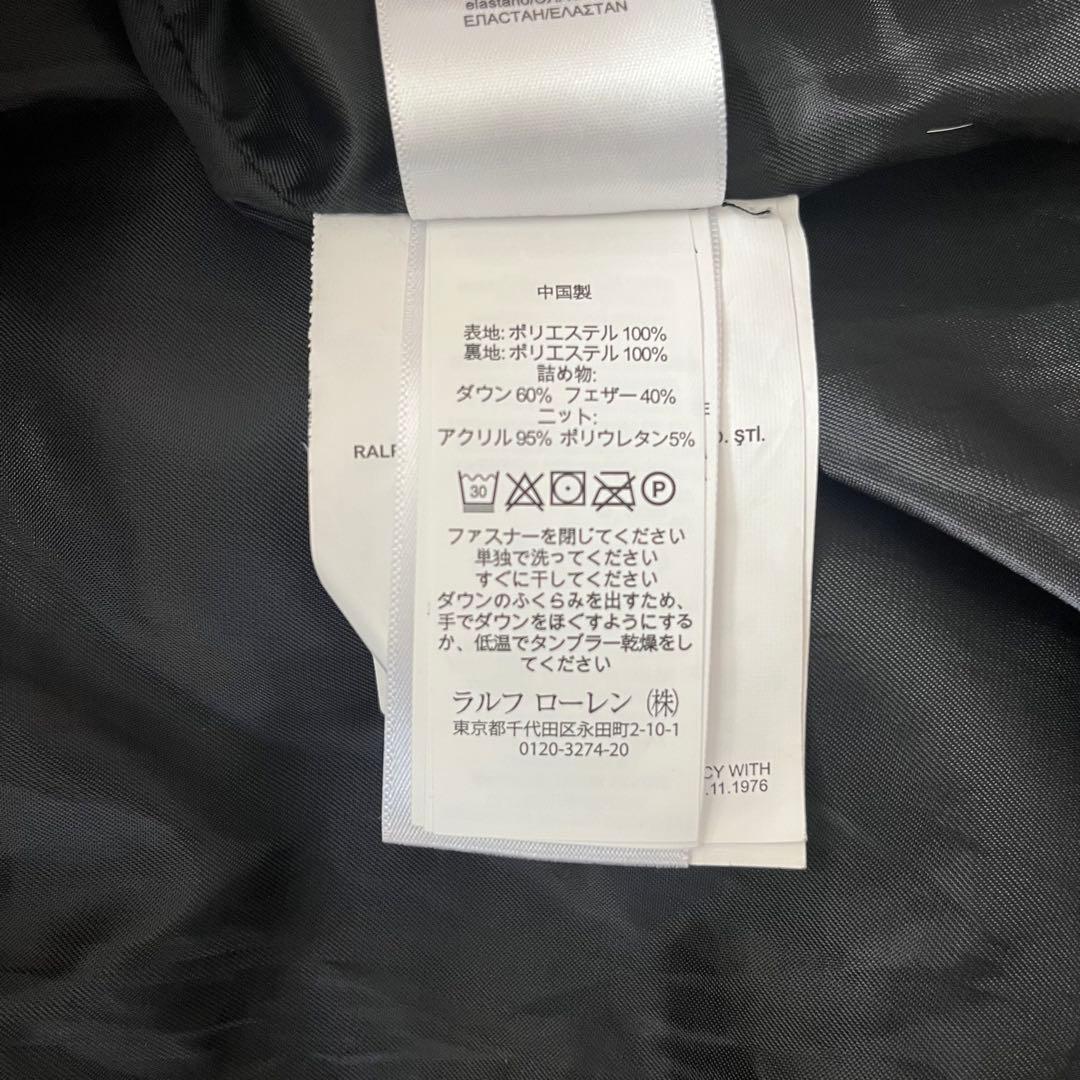 ΕΠΑСТАН/ΕΛΑΣΤΑΝ
中国製
表地: ポリエステル 100%
裏地: ポリエステル 100%
詰め物:
ダウン 60% フェザー 40%
ニット:
アクリル 95% ポリウレタン5%
ŞTİ.
30
P
ファスナーを閉じてください
単独で洗ってください
すぐに干してください
ダウンのふくらみを出すため、
手でダウンをほぐすようにする
か、低温でタンブラー乾燥をし
てください
ラルフ ローレン ㈱
東京都千代田区永田町2-10-1
0120-3274-20
WITH
.11.1976